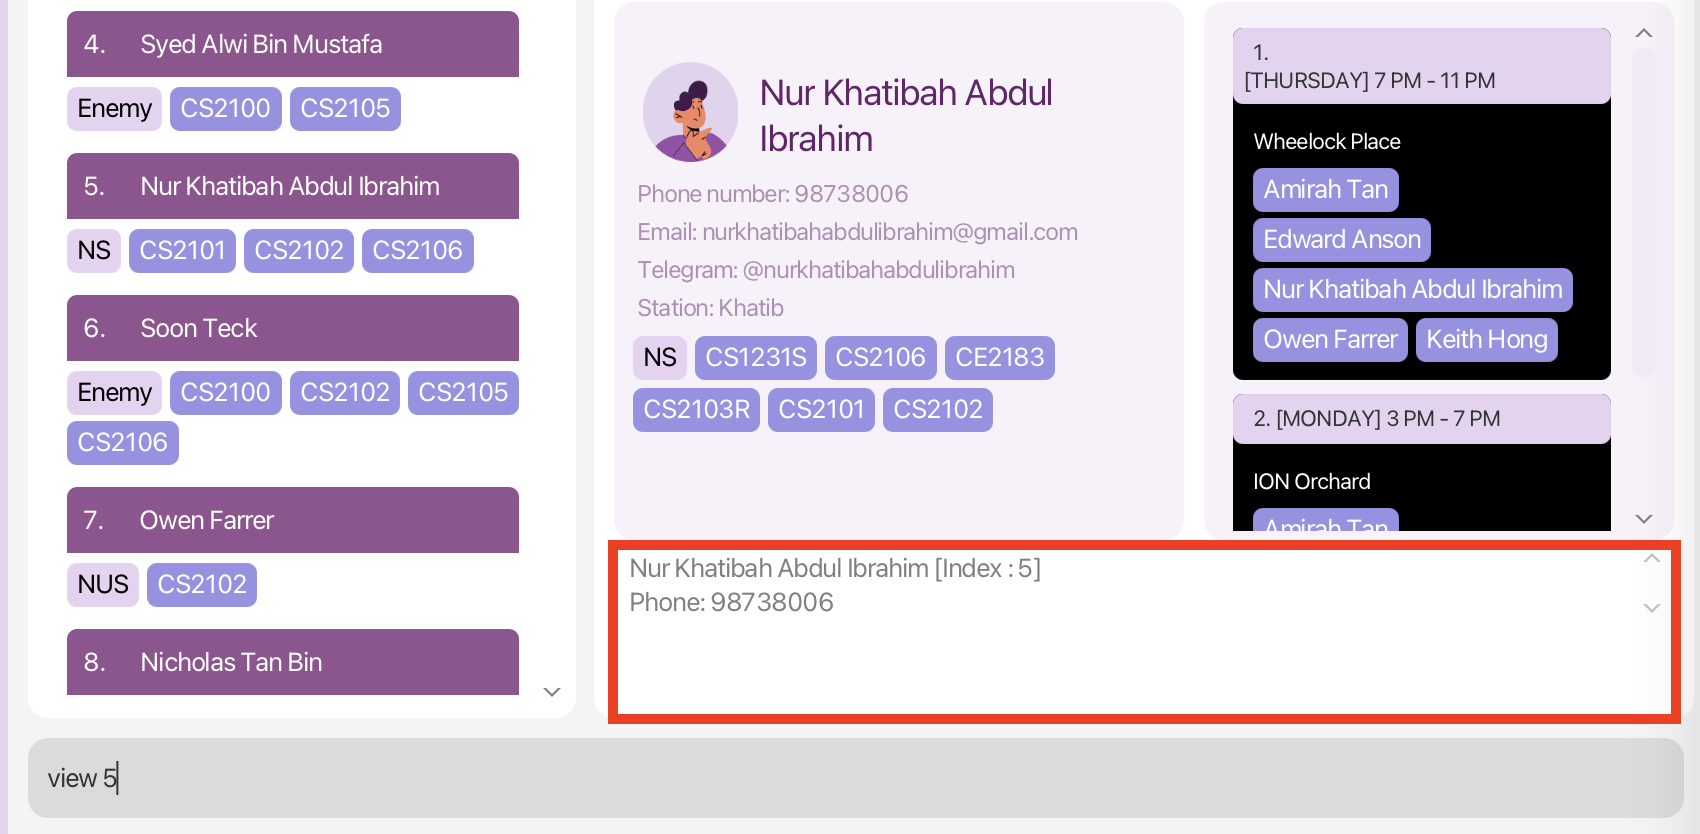 4. Syed Alwi Bin Mustafa
Enemy CS2100 CS2105
5. Nur Khatibah Abdul Ibrahim
NS CS2101 CS2102 CS2106
6. Soon Teck
Enemy CS2100 CS2102 CS2105
CS2106
7. Owen Farrer
NUS CS2102
8. Nicholas Tan Bin
Nur Khatibah Abdul
Ibrahim
Phone number: 98738006
Email: nurkhatibahabdulibrahim@gmail.com
Telegram: @nurkhatibahabdulibrahim
Station: Khatib
NS CS1231S CS2106 CE2183
CS2103R CS2101 CS2102
1.
[THURSDAY] 7 PM - 11 PM
Wheelock Place
Amirah Tan
Edward Anson
Nur Khatibah Abdul Ibrahim
Owen Farrer Keith Hong
2. [MONDAY] 3 PM - 7 PM
ION Orchard
Amirah Tan
Nur Khatibah Abdul Ibrahim [Index : 5]
Phone: 98738006
view 5